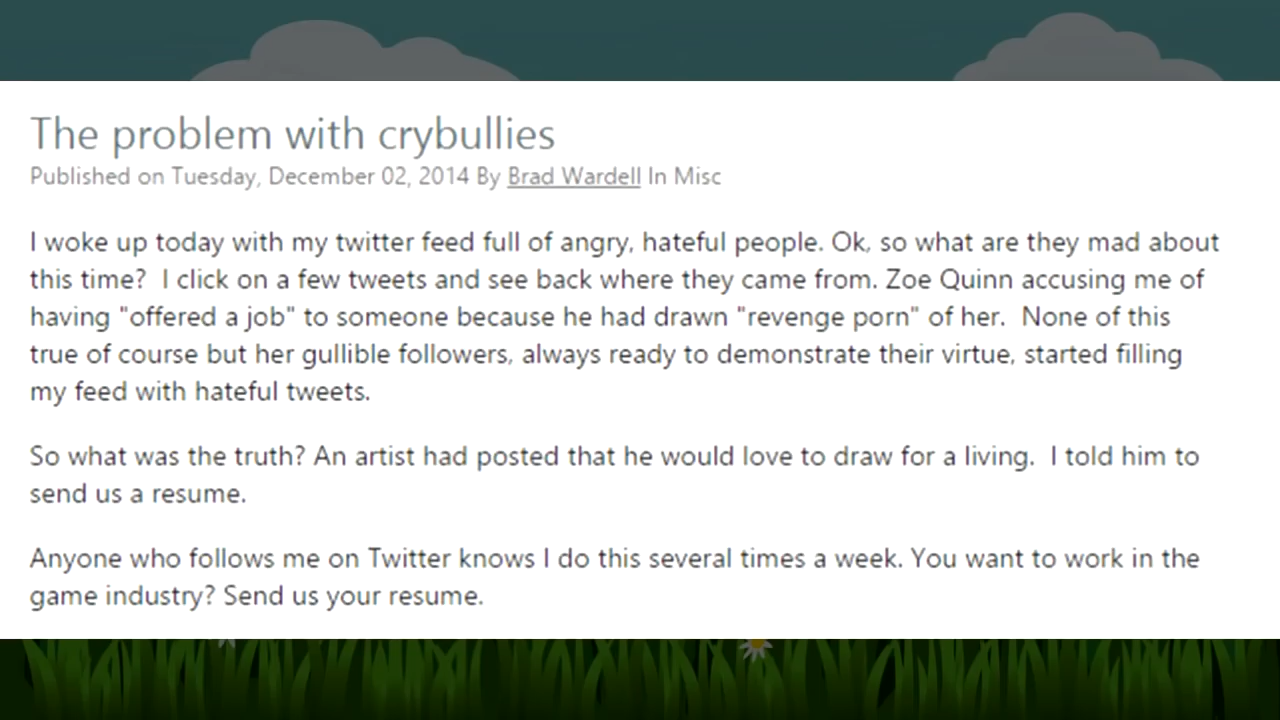 The problem with crybullies
Published on Tuesday, December 02, 2014 By Brad Wardell In Misc
I woke up today with my twitter feed full of angry, hateful people. Ok, so what are they mad about
this time?  I click on a few tweets and see back where they came from. Zoe Quinn accusing me of
having "offered a job" to someone because he had drawn "revenge porn" of her.  None of this
true of course but her gullible followers, always ready to demonstrate their virtue, started filling
my feed with hateful tweets.
So what was the truth? An artist had posted that he would love to draw for a living.  I told him to
send us a resume.
Anyone who follows me on Twitter knows I do this several times a week. You want to work in the
game industry? Send us your resume.